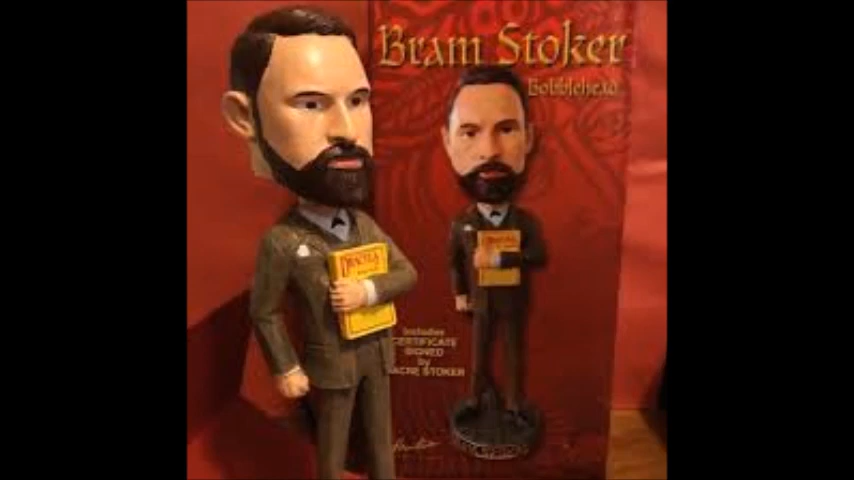 Bram Stoker
Bobblehead
DRACULA
Includes
CERTIFICATE
SIGNED
by
DACRE STOKER